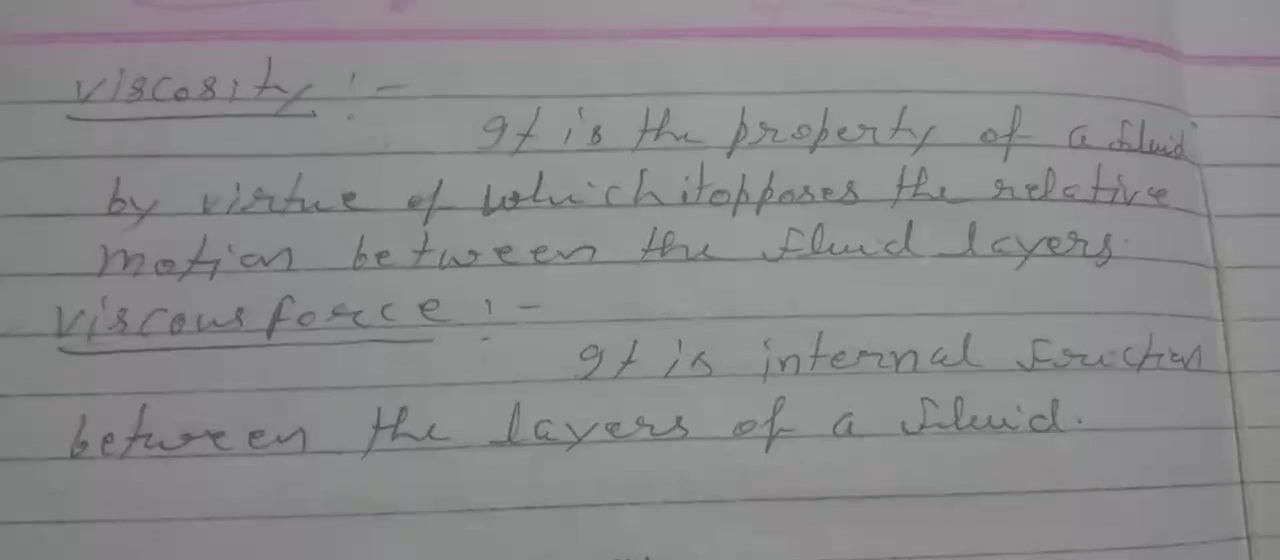 Viscosity :-
It is the property of a fluid
by virtue of which it opposes the relative
motion between the fluid layers.
Viscous force :-
It is internal friction
between the layers of a fluid.